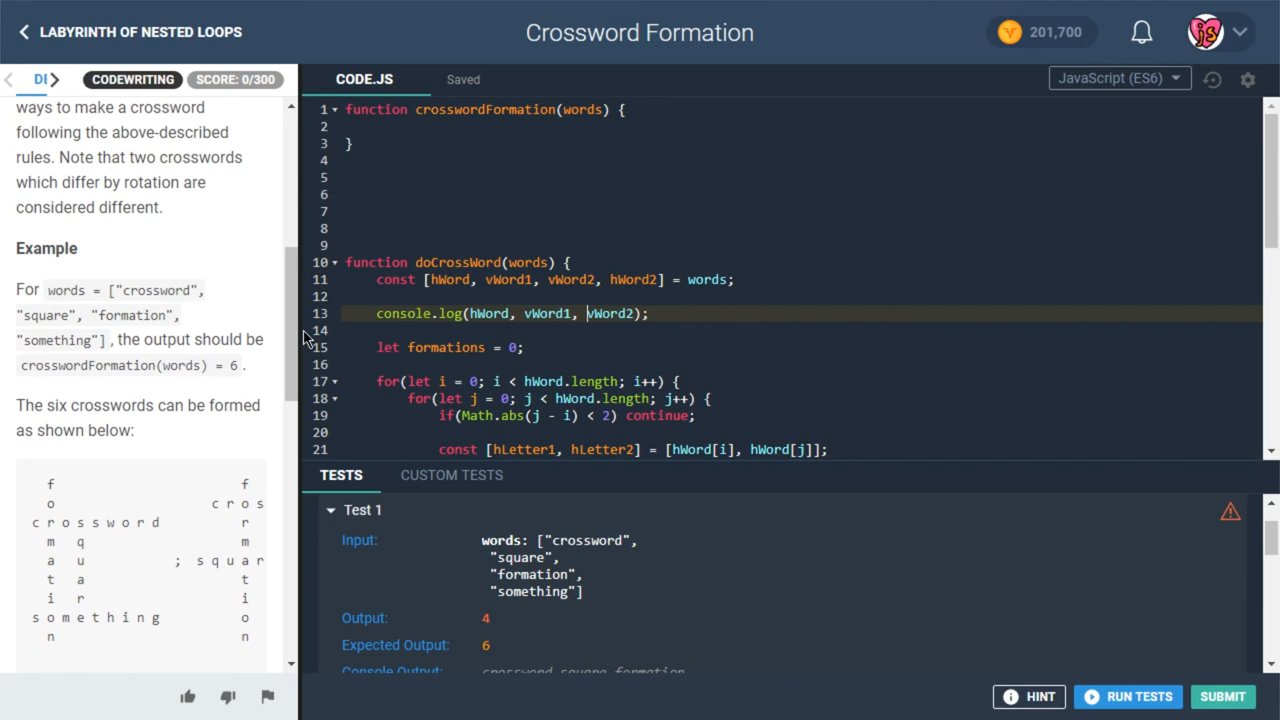 LABYRINTH OF NESTED LOOPS
Crossword Formation
201,700
CODEWRITING
SCORE: 0/300
CODE.JS
Saved
JavaScript (ES6)
ways to make a crossword
following the above-described
rules. Note that two crosswords
which differ by rotation are
considered different.
Example
For words = ["crossword",
"square", "formation",
"something"], the output should be
crosswordFormation(words) = 6.
The six crosswords can be formed
as shown below:
f f
o c r o s
c r o s s w o r d r
m q m
a u ; s q u a r
t a t
i r i
s o m e t h i n g o
n n
1 function crosswordFormation(words) {
2
3 }
4
5
6
7
8
9
10 function doCrossWord(words) {
11 const [hWord, vWord1, vWord2, hWord2] = words;
12
13 console.log(hWord, vWord1, vWord2);
14
15 let formations = 0;
16
17 for(let i = 0; i < hWord.length; i++) {
18 for(let j = 0; j < hWord.length; j++) {
19 if(Math.abs(j - i) < 2) continue;
20
21 const [hLetter1, hLetter2] = [hWord[i], hWord[j]];
TESTS
CUSTOM TESTS
Test 1
Input:
words: ["crossword",
"square",
"formation",
"something"]
Output: 4
Expected Output: 6
Console Output: crossword square formation
HINT
RUN TESTS
SUBMIT